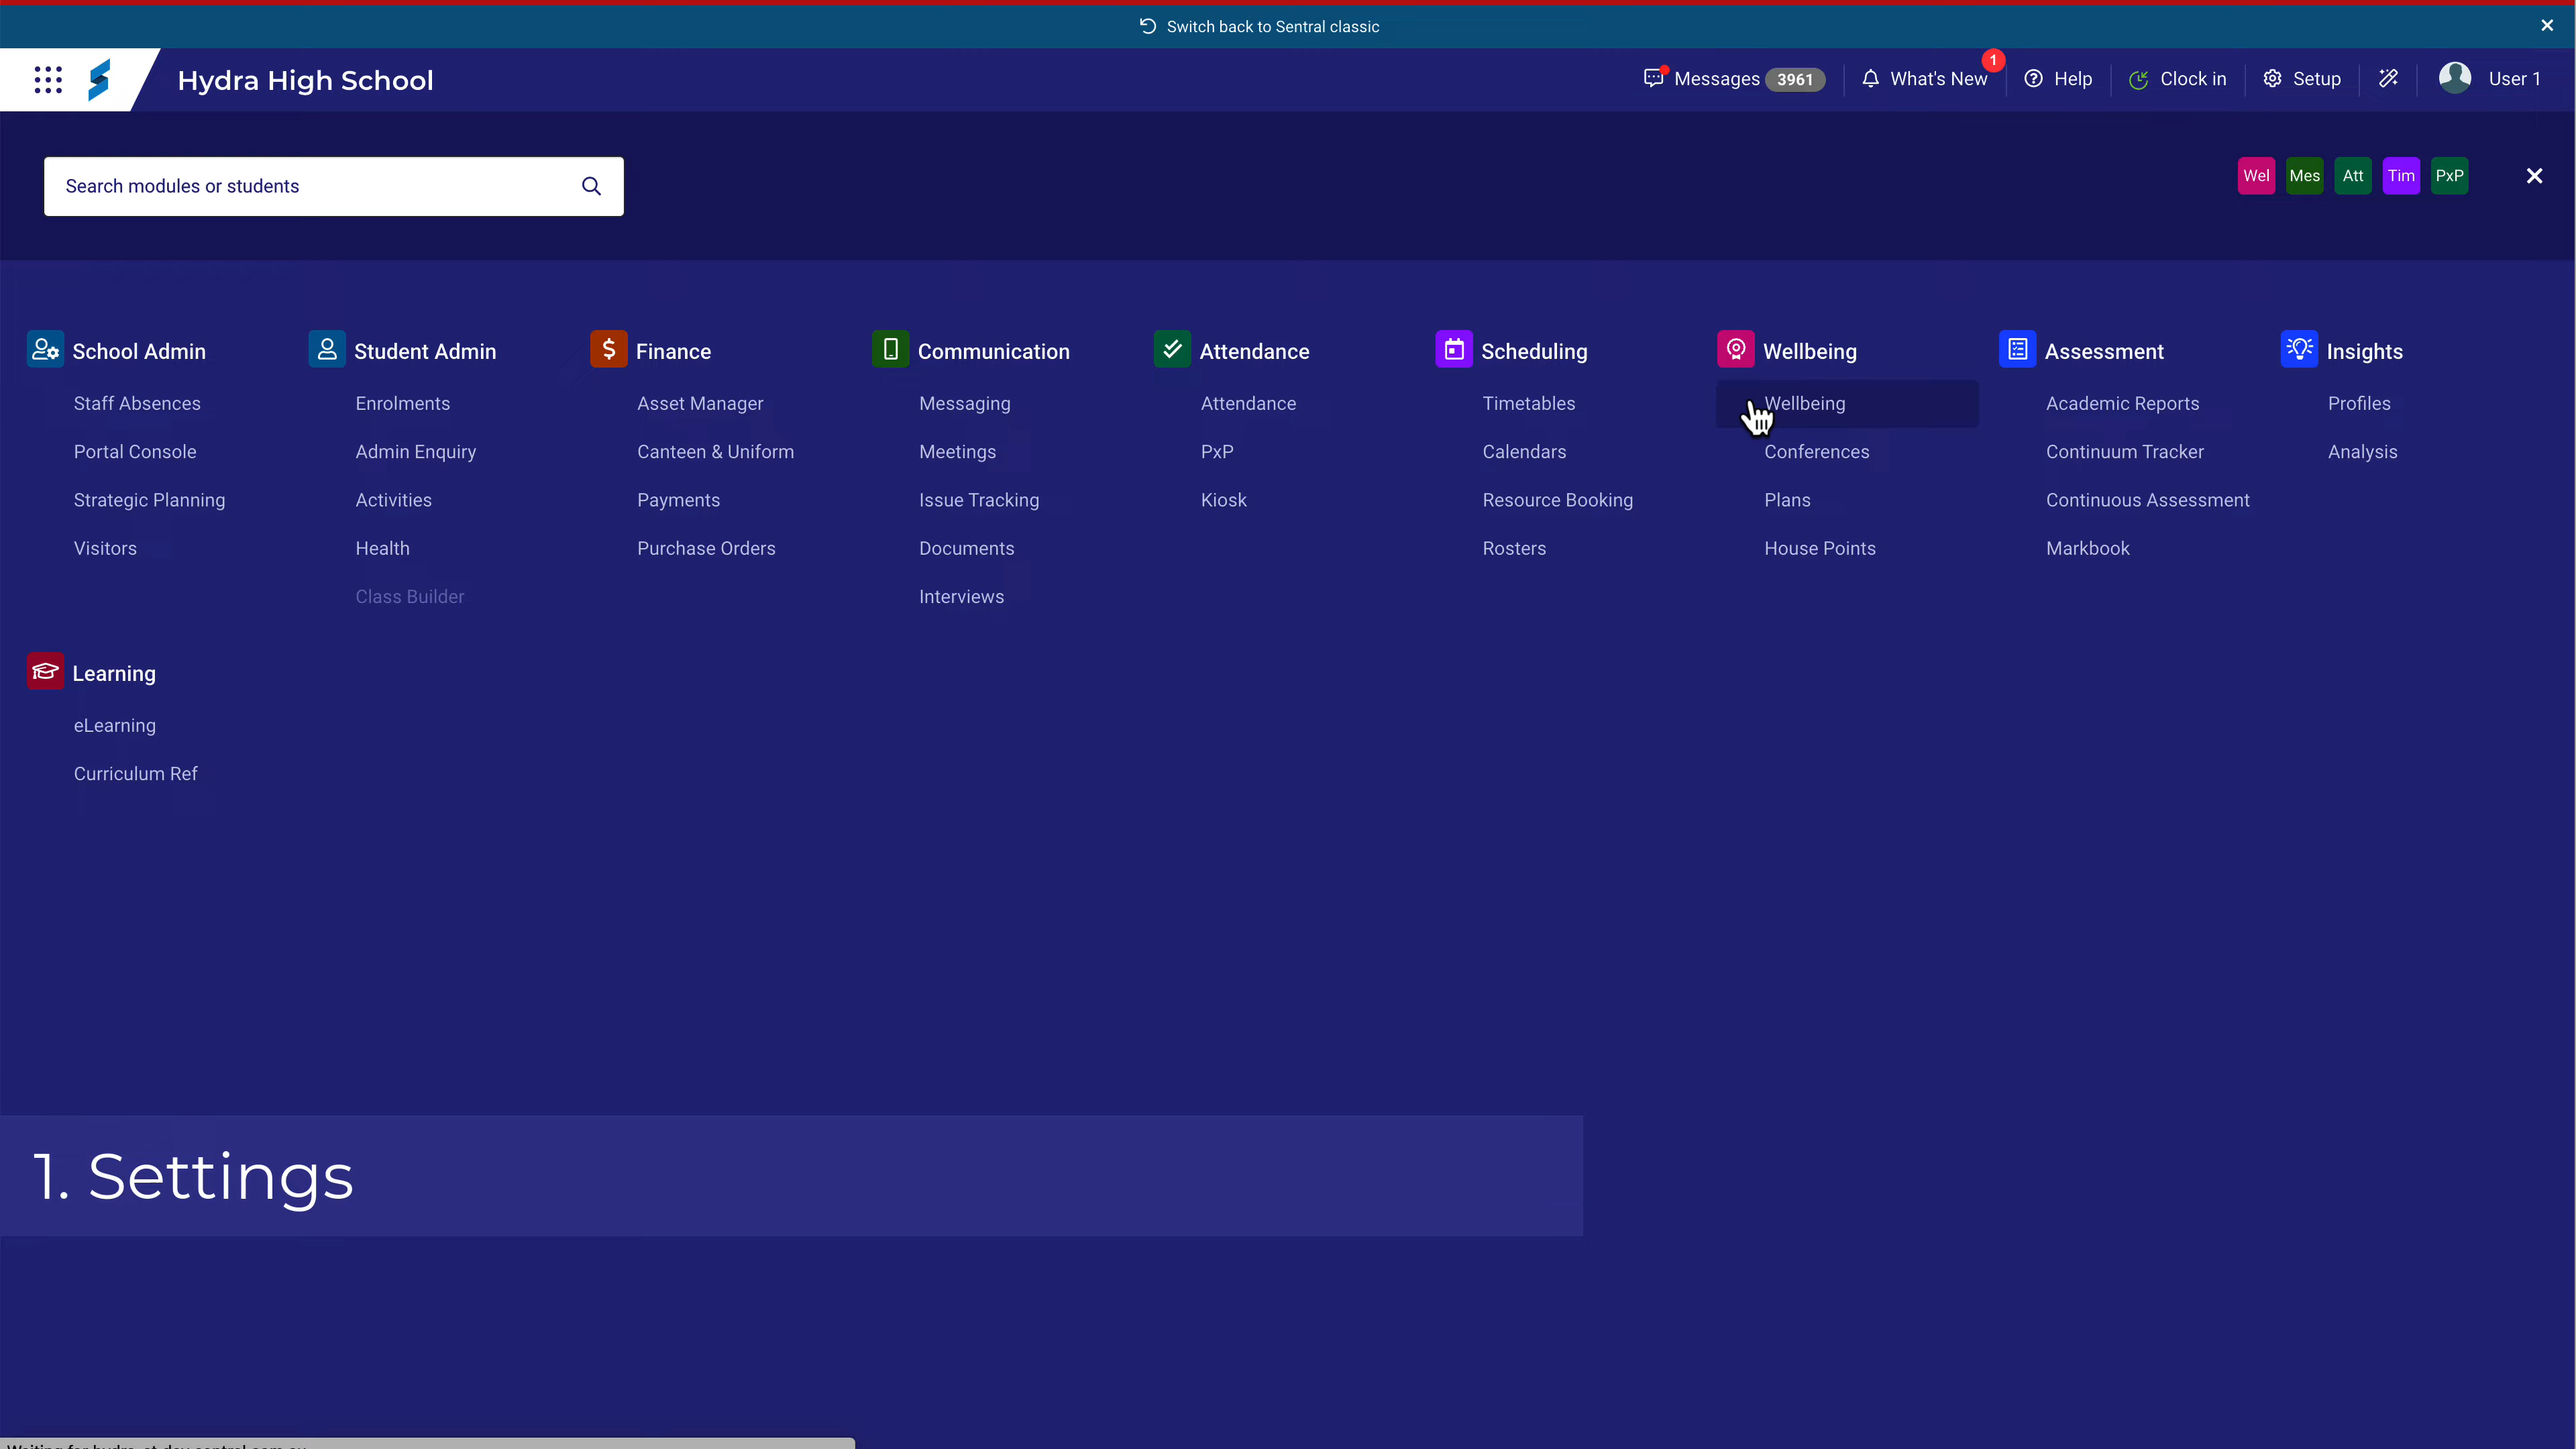 Switch back to Sentral classic
Hydra High School
Messages 3961
What's New 1
Help
Clock in
Setup
User 1
Search modules or students
Wel Mes Att Tim PxP
School Admin
Staff Absences
Portal Console
Strategic Planning
Visitors
Student Admin
Enrolments
Admin Enquiry
Activities
Health
Class Builder
Finance
Asset Manager
Canteen & Uniform
Payments
Purchase Orders
Communication
Messaging
Meetings
Issue Tracking
Documents
Interviews
Attendance
Attendance
PxP
Kiosk
Scheduling
Timetables
Calendars
Resource Booking
Rosters
Wellbeing
Wellbeing
Conferences
Plans
House Points
Assessment
Academic Reports
Continuum Tracker
Continuous Assessment
Markbook
Insights
Profiles
Analysis
Learning
eLearning
Curriculum Ref
1. Settings